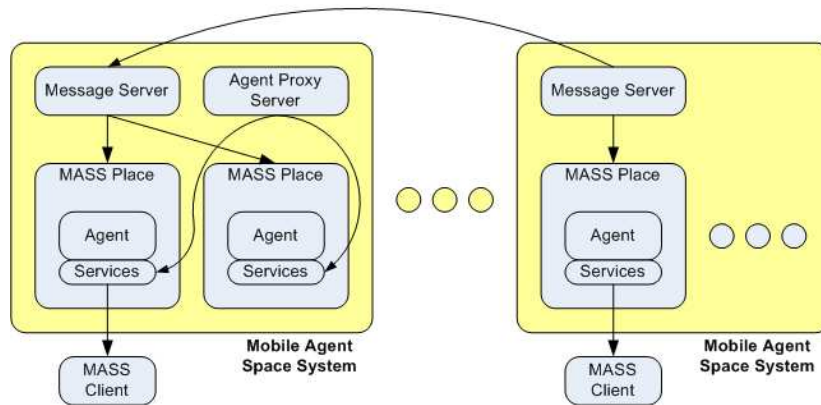 Message Server
Agent Proxy
Server
Message Server
MASS Place
MASS Place
MASS Place
Agent
Agent
Agent
Services
Services
Services
Mobile Agent
Space System
Mobile Agent
Space System
MASS
Client
MASS
Client